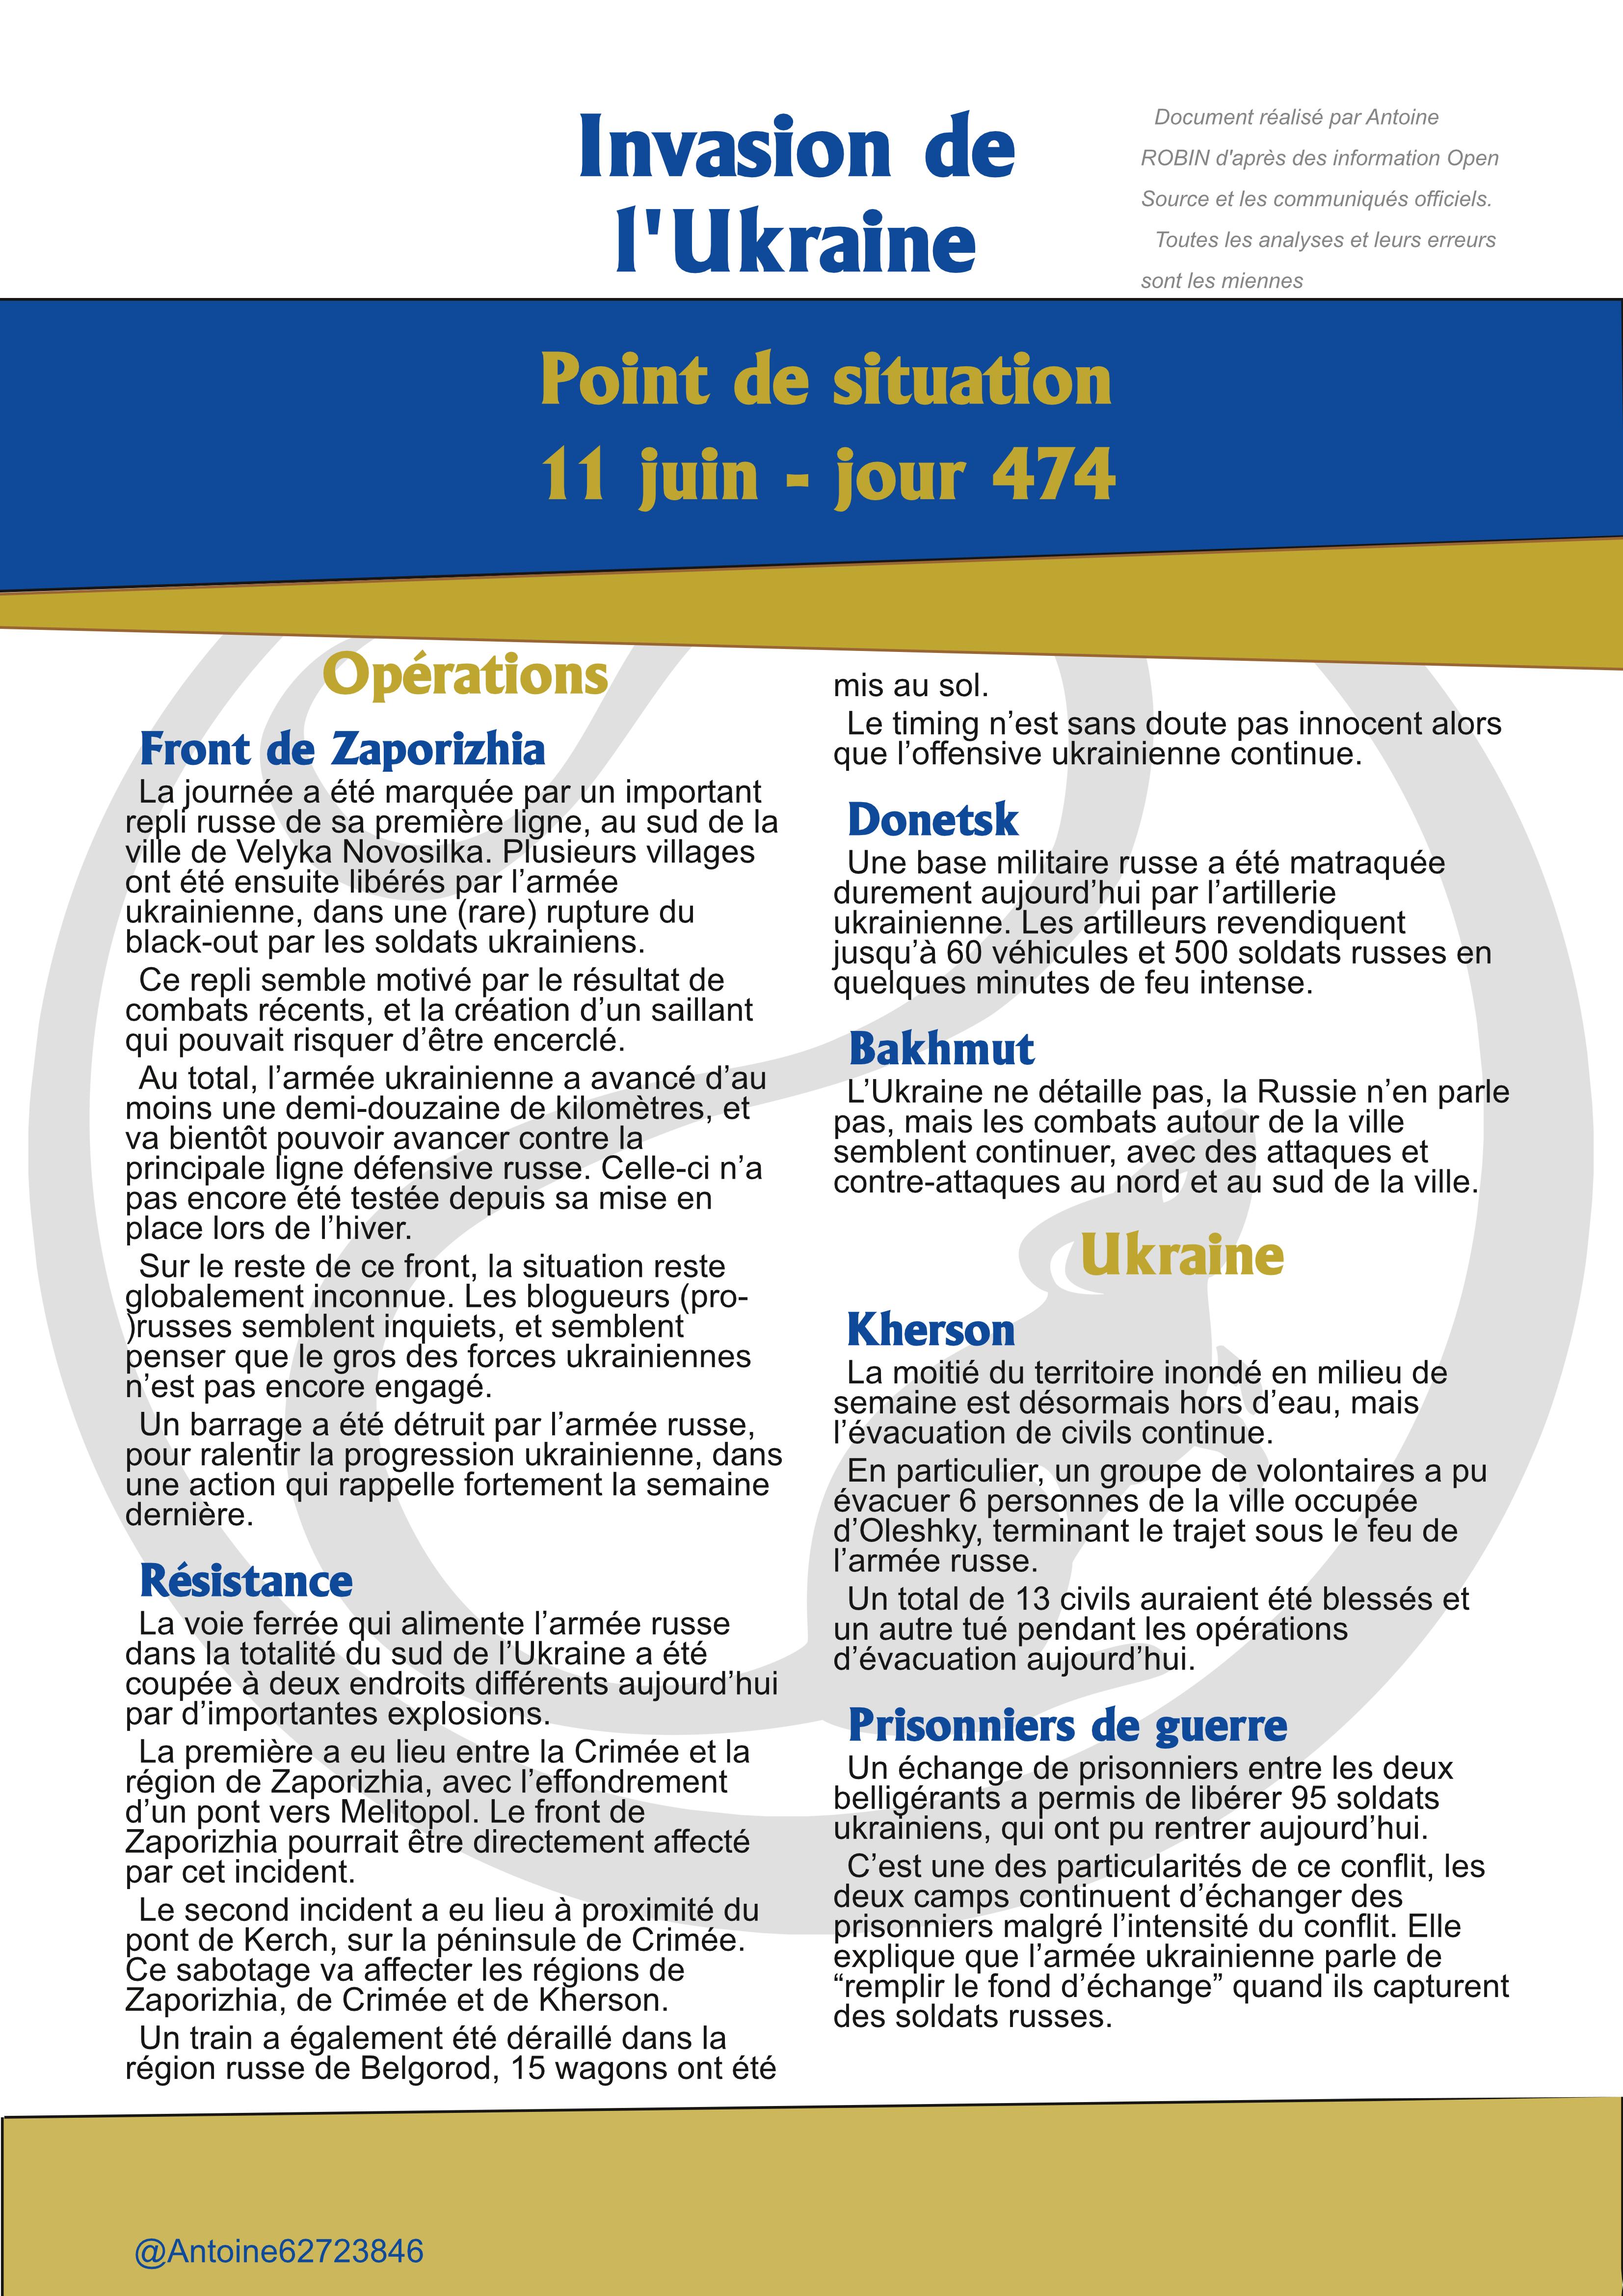 Invasion de
l'Ukraine
Document réalisé par Antoine
ROBIN d'après des information Open
Source et les communiqués officiels.
Toutes les analyses et leurs erreurs
sont les miennes
Point de situation
11 juin - jour 474
Opérations
Front de Zaporizhia
La journée a été marquée par un important
repli russe de sa première ligne, au sud de la
ville de Velyka Novosilka. Plusieurs villages
ont été ensuite libérés par l’armée
ukrainienne, dans une (rare) rupture du
black-out par les soldats ukrainiens.
Ce repli semble motivé par le résultat de
combats récents, et la création d’un saillant
qui pouvait risquer d’être encerclé.
Au total, l’armée ukrainienne a avancé d’au
moins une demi-douzaine de kilomètres, et
va bientôt pouvoir avancer contre la
principale ligne défensive russe. Celle-ci n’a
pas encore été testée depuis sa mise en
place lors de l’hiver.
Sur le reste de ce front, la situation reste
globalement inconnue. Les blogueurs (pro-
)russes semblent inquiets, et semblent
penser que le gros des forces ukrainiennes
n’est pas encore engagé.
Un barrage a été détruit par l’armée russe,
pour ralentir la progression ukrainienne, dans
une action qui rappelle fortement la semaine
dernière.
Résistance
La voie ferrée qui alimente l’armée russe
dans la totalité du sud de l’Ukraine a été
coupée à deux endroits différents aujourd’hui
par d’importantes explosions.
La première a eu lieu entre la Crimée et la
région de Zaporizhia, avec l’effondrement
d’un pont vers Melitopol. Le front de
Zaporizhia pourrait être directement affecté
par cet incident.
Le second incident a eu lieu à proximité du
pont de Kerch, sur la péninsule de Crimée.
Ce sabotage va affecter les régions de
Zaporizhia, de Crimée et de Kherson.
Un train a également été déraillé dans la
région russe de Belgorod, 15 wagons ont été
mis au sol.
Le timing n’est sans doute pas innocent alors
que l’offensive ukrainienne continue.
Donetsk
Une base militaire russe a été matraquée
durement aujourd’hui par l’artillerie
ukrainienne. Les artilleurs revendiquent
jusqu’à 60 véhicules et 500 soldats russes en
quelques minutes de feu intense.
Bakhmut
L’Ukraine ne détaille pas, la Russie n’en parle
pas, mais les combats autour de la ville
semblent continuer, avec des attaques et
contre-attaques au nord et au sud de la ville.
Ukraine
Kherson
La moitié du territoire inondé en milieu de
semaine est désormais hors d’eau, mais
l’évacuation de civils continue.
En particulier, un groupe de volontaires a pu
évacuer 6 personnes de la ville occupée
d’Oleshky, terminant le trajet sous le feu de
l’armée russe.
Un total de 13 civils auraient été blessés et
un autre tué pendant les opérations
d’évacuation aujourd’hui.
Prisonniers de guerre
Un échange de prisonniers entre les deux
belligérants a permis de libérer 95 soldats
ukrainiens, qui ont pu rentrer aujourd’hui.
C’est une des particularités de ce conflit, les
deux camps continuent d’échanger des
prisonniers malgré l’intensité du conflit. Elle
explique que l’armée ukrainienne parle de
“remplir le fond d’échange” quand ils capturent
des soldats russes.
@Antoine62723846